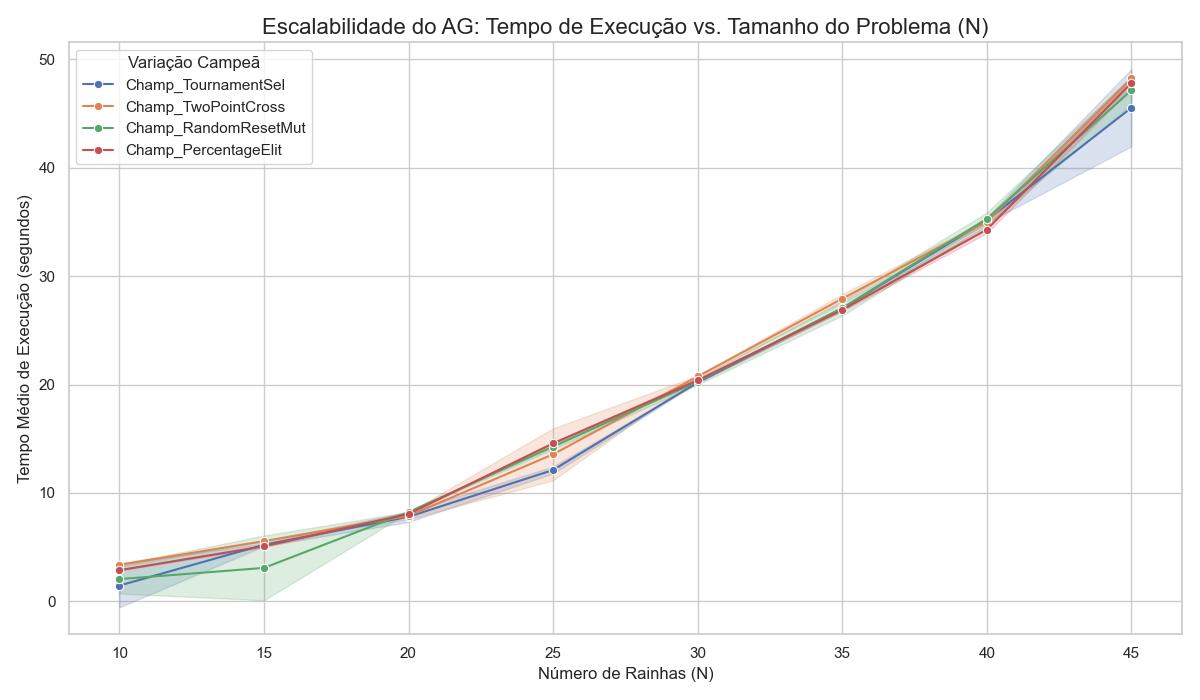 Escalabilidade do AG: Tempo de Execução vs. Tamanho do Problema (N)
Variação Campeã
Champ_TournamentSel
Champ_TwoPointCross
Champ_RandomResetMut
Champ_PercentageElit
Tempo Médio de Execução (segundos)
50
40
30
20
10
0
10 15 20 25 30 35 40 45
Número de Rainhas (N)